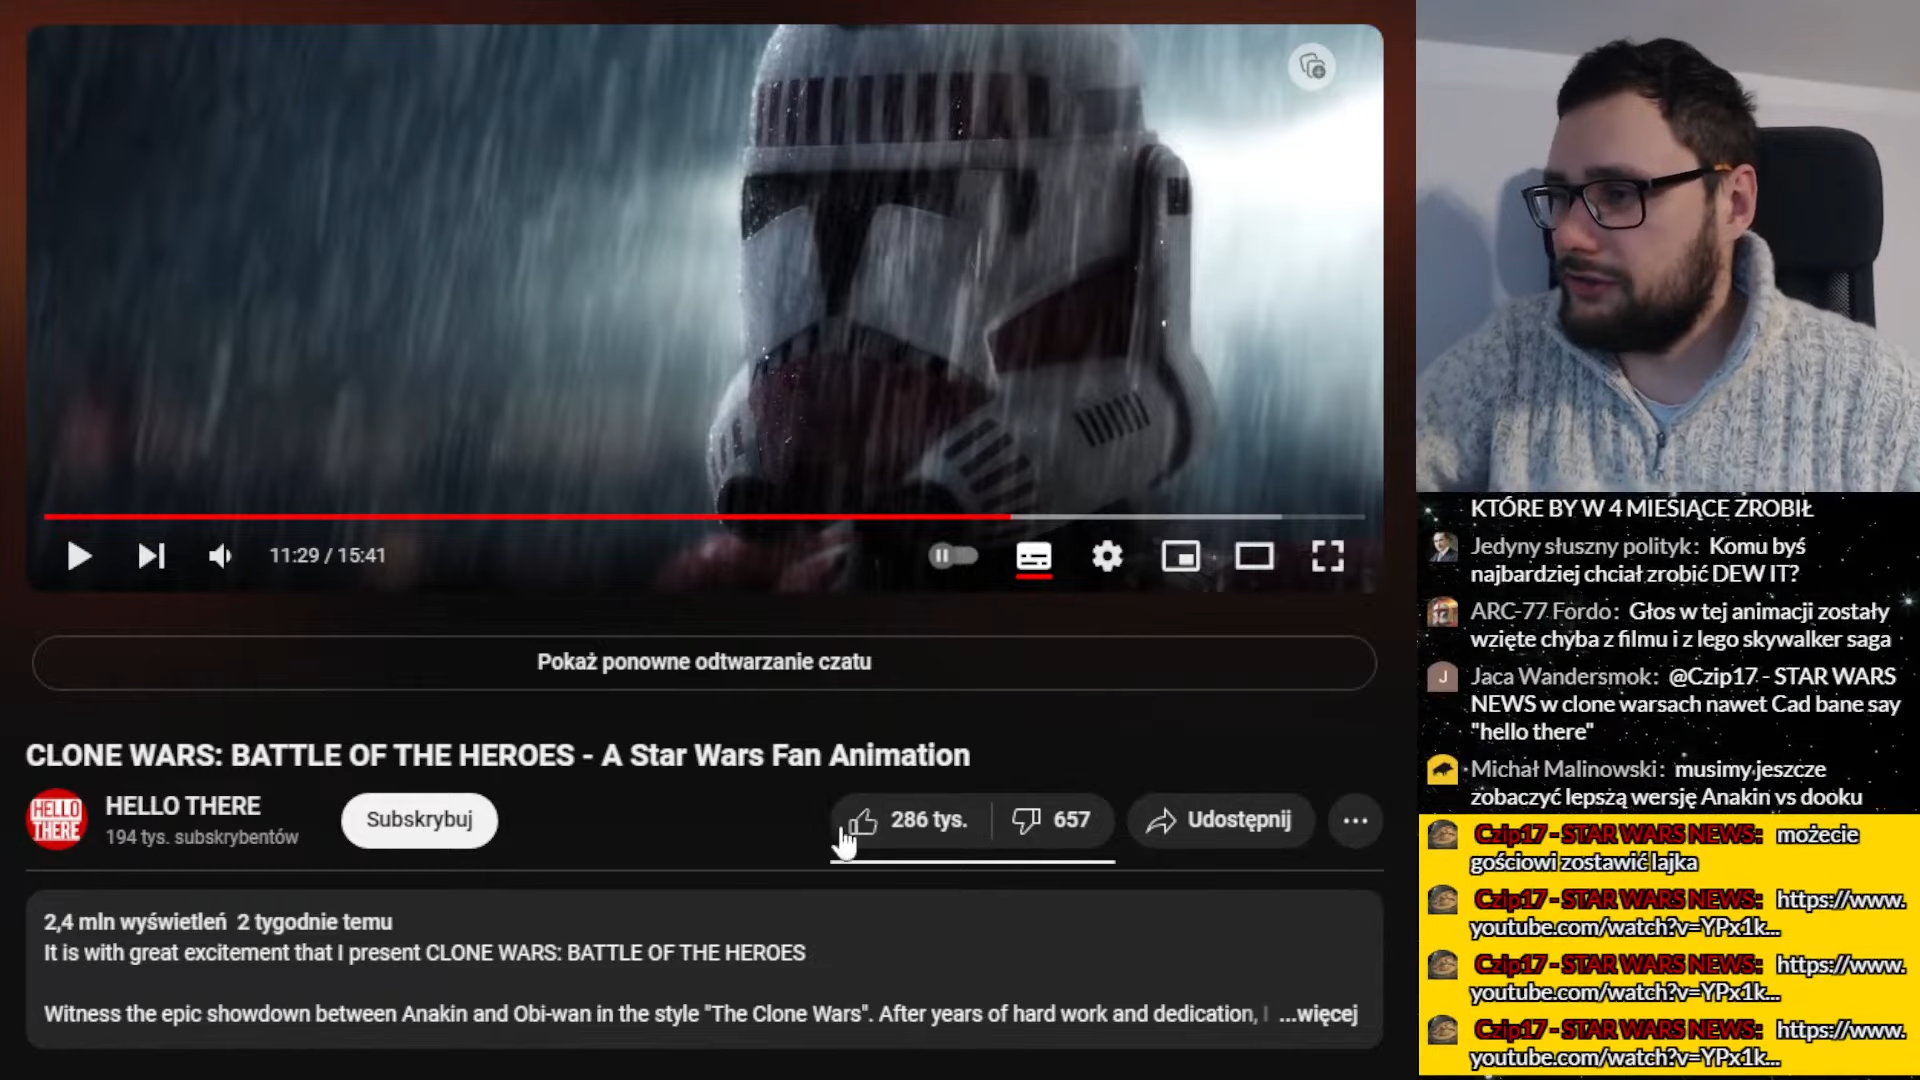 11:29 / 15:41
Pokaż ponowne odtwarzanie czatu
CLONE WARS: BATTLE OF THE HEROES - A Star Wars Fan Animation
HELLO THERE
HELLO THERE
194 tys. subskrybentów
Subskrybuj
286 tys.
657
Udostępnij
2,4 mln wyświetleń 2 tygodnie temu
It is with great excitement that I present CLONE WARS: BATTLE OF THE HEROES
Witness the epic showdown between Anakin and Obi-wan in the style "The Clone Wars". After years of hard work and dedication, I ...więcej
KTÓRE BY W 4 MIESIĄCE ZROBIŁ
Jedyny słuszny polityk: Komu byś
najbardziej chciał zrobić DEW IT?
ARC-77 Fordo: Głos w tej animacji zostały
wzięte chyba z filmu i z lego skywalker saga
J
Jaca Wandersmok: @Czip17 - STAR WARS
NEWS w clone warsach nawet Cad bane say
"hello there"
Michał Malinowski: musimy jeszcze
zobaczyć lepszą wersję Anakin vs dooku
Czip17 - STAR WARS NEWS: możecie
gościowi zostawić lajka
Czip17 - STAR WARS NEWS: https://www.
youtube.com/watch?v=YPx1k...
Czip17 - STAR WARS NEWS: https://www.
youtube.com/watch?v=YPx1k...
Czip17 - STAR WARS NEWS: https://www.
youtube.com/watch?v=YPx1k...